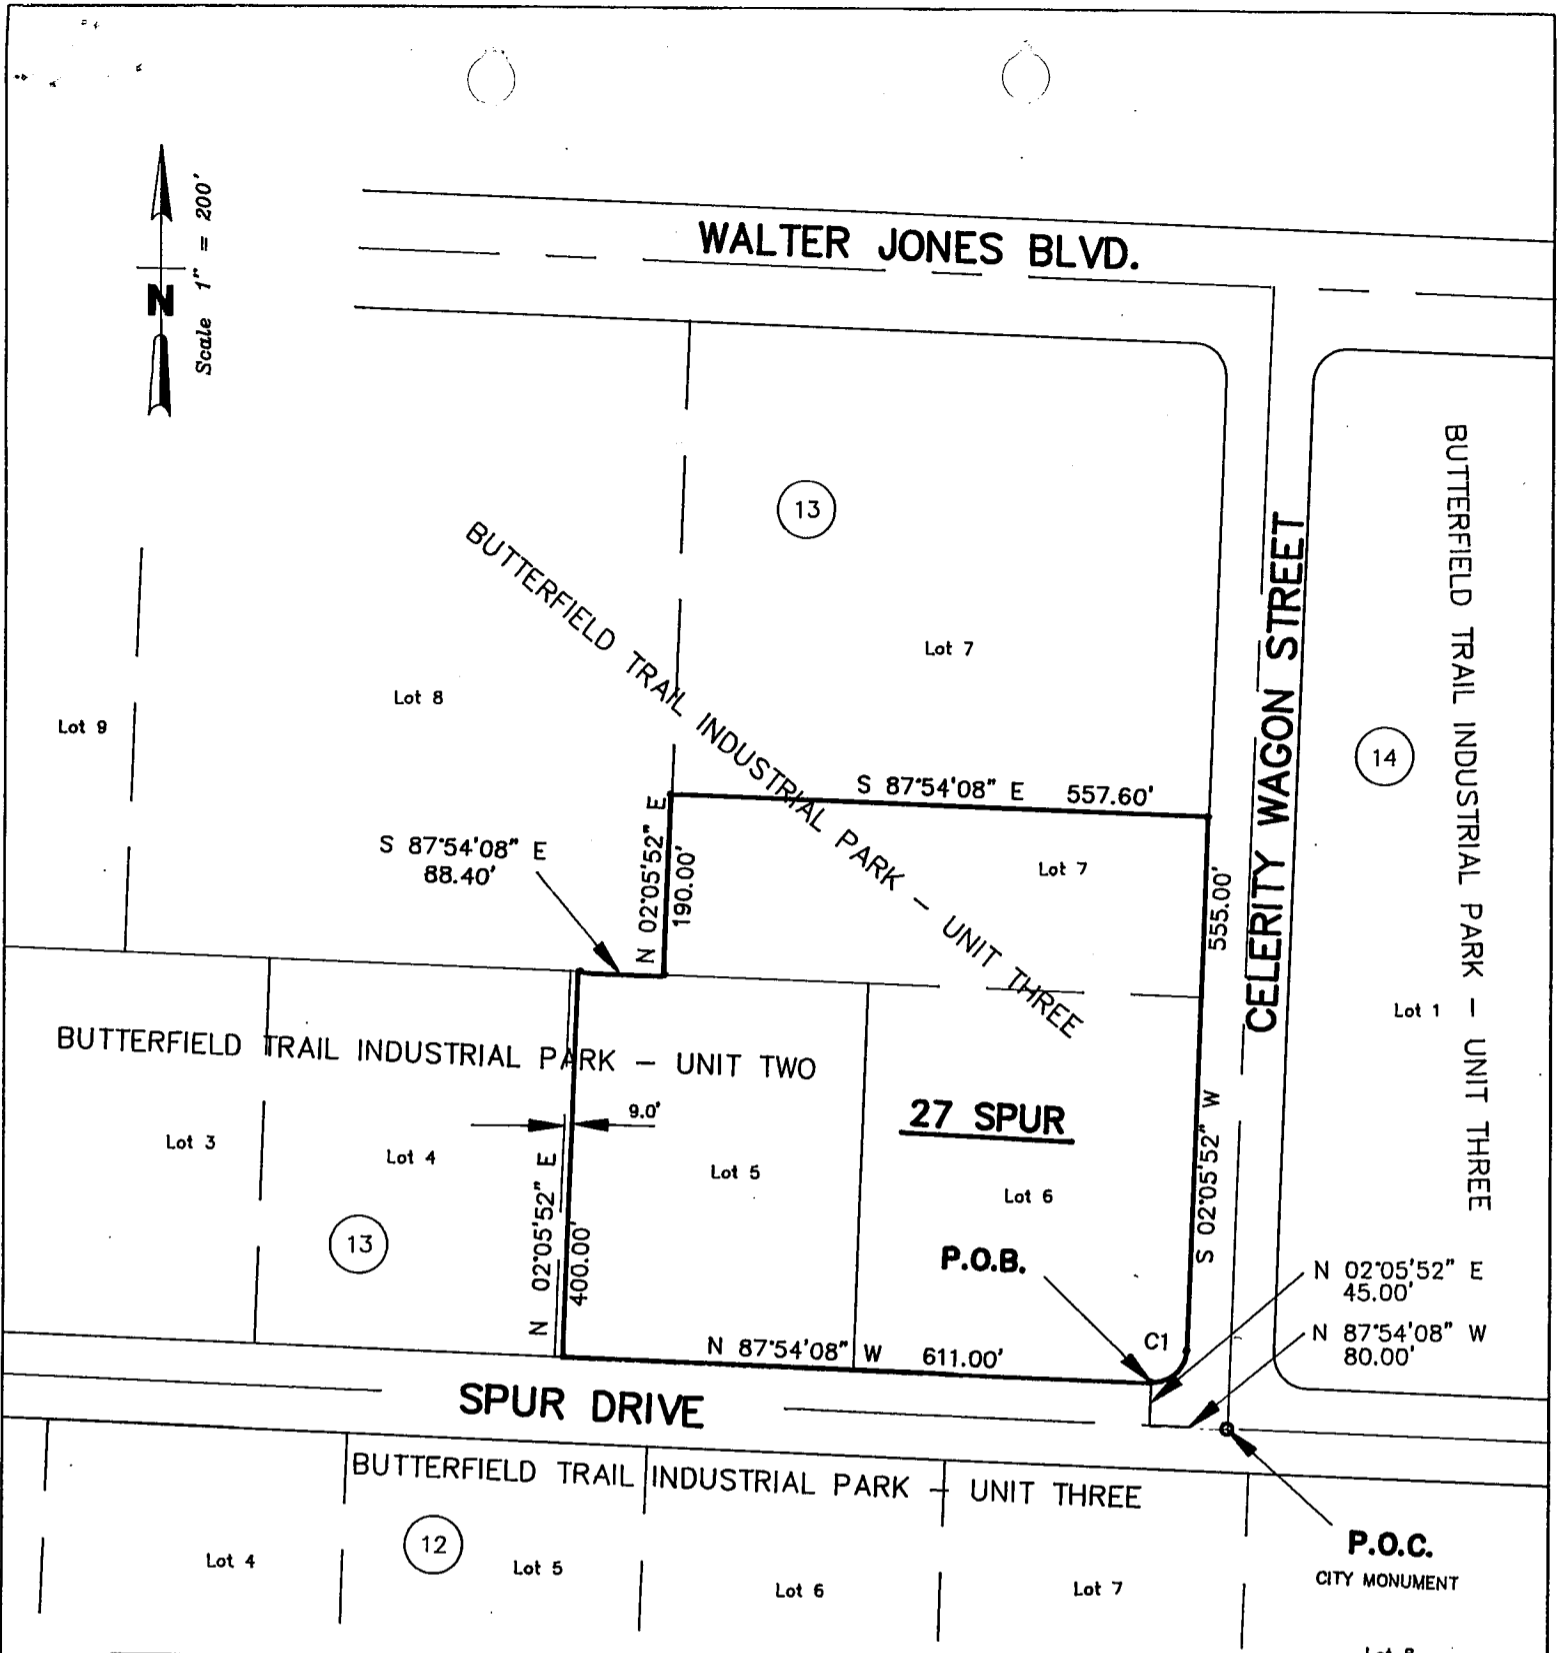 Scale 1" = 200'
N
WALTER JONES BLVD.
13
BUTTERFIELD TRAIL INDUSTRIAL PARK - UNIT THREE
BUTTERFIELD TRAIL INDUSTRIAL PARK - UNIT THREE
CELERITY WAGON STREET
Lot 7
Lot 8
Lot 9
14
S 87°54'08" E 557.60'
S 87°54'08" E
88.40'
N 02°05'52" E
190.00'
Lot 7
555.00'
S 02°05'52" W
Lot 1
BUTTERFIELD TRAIL INDUSTRIAL PARK - UNIT TWO
9.0'
27 SPUR
Lot 3
Lot 4
Lot 5
Lot 6
N 02°05'52" E
400.00'
13
P.O.B.
N 02°05'52" E
45.00'
N 87°54'08" W
80.00'
C1
N 87°54'08" W 611.00'
SPUR DRIVE
BUTTERFIELD TRAIL INDUSTRIAL PARK - UNIT THREE
12
P.O.C.
CITY MONUMENT
Lot 4
Lot 5
Lot 6
Lot 7